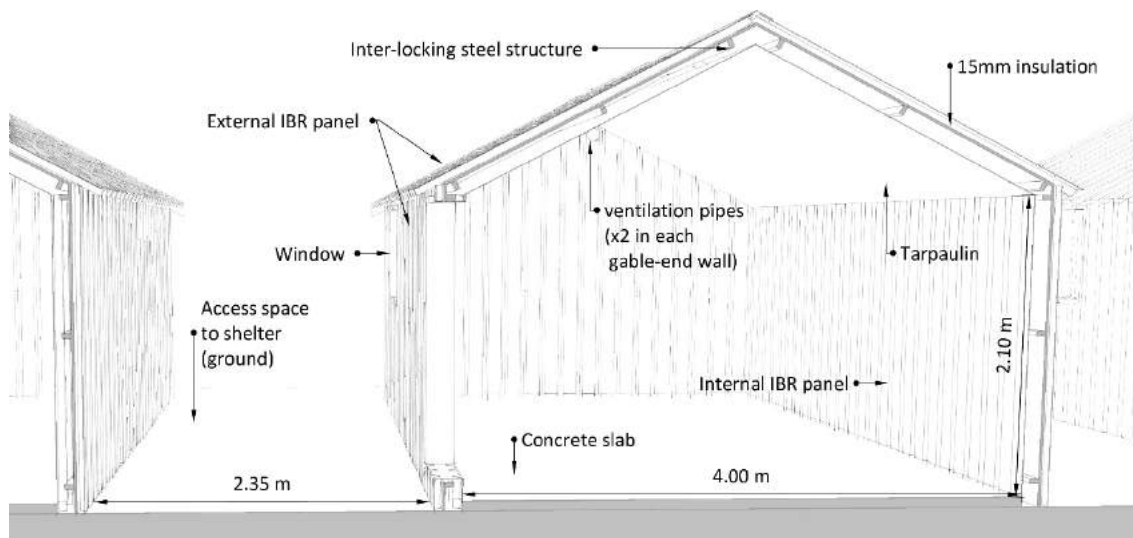 Inter-locking steel structure
15mm insulation
External IBR panel
ventilation pipes
(x2 in each
gable-end wall)
Window
Tarpaulin
Access space
to shelter
(ground)
2.10 m
Internal IBR panel
Concrete slab
2.35 m
4.00 m